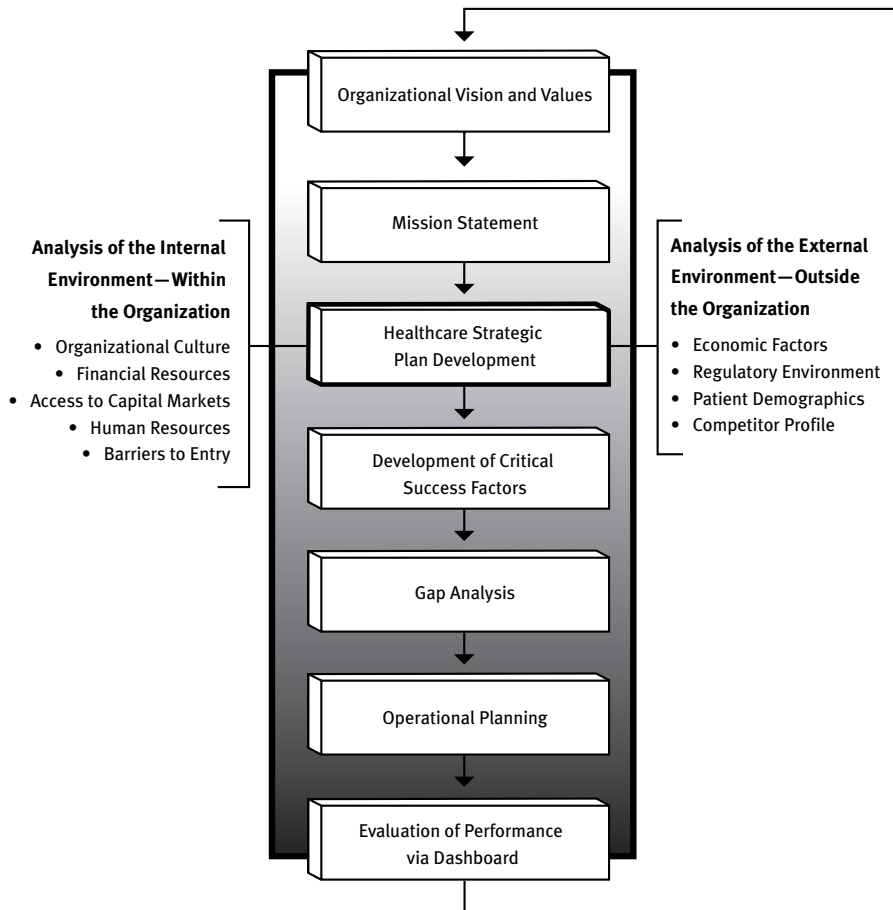 Organizational Vision and Values
Mission Statement
Analysis of the Internal
Environment—Within
the Organization
• Organizational Culture
• Financial Resources
• Access to Capital Markets
• Human Resources
• Barriers to Entry
Healthcare Strategic
Plan Development
Analysis of the External
Environment—Outside
the Organization
• Economic Factors
• Regulatory Environment
• Patient Demographics
• Competitor Profile
Development of Critical
Success Factors
Gap Analysis
Operational Planning
Evaluation of Performance
via Dashboard